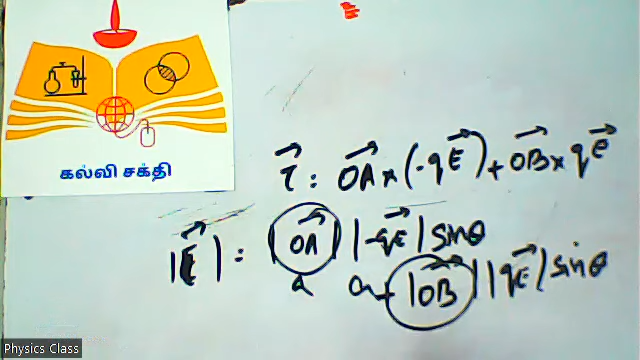 கல்வி சக்தி
τ⃗ : OA⃗ × (-qE⃗) + OB⃗ × qE⃗
= |OA⃗| |-qE⃗| sinθ
a a + |OB⃗| |qE⃗| sinθ
Physics Class